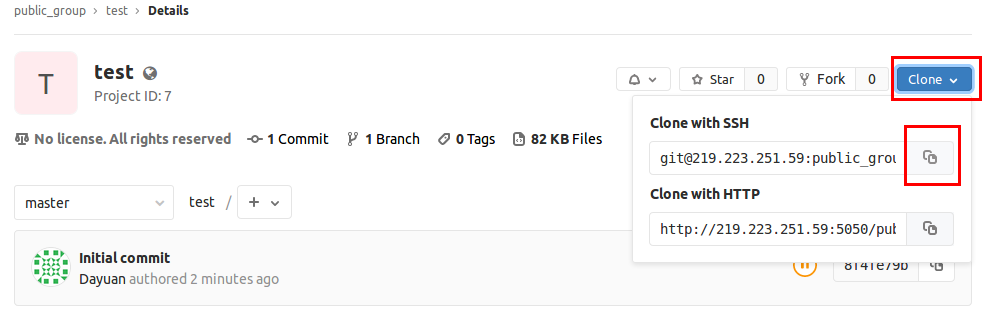 public_group › test › Details
T
test
Project ID: 7
Star 0 Fork 0 Clone
No license. All rights reserved 1 Commit 1 Branch 0 Tags 82 KB Files
Clone with SSH
git@219.223.251.59:public_grou
Clone with HTTP
http://219.223.251.59:5050/pub
master test / +
Initial commit
Dayuan authored 2 minutes ago
8f4fe79b